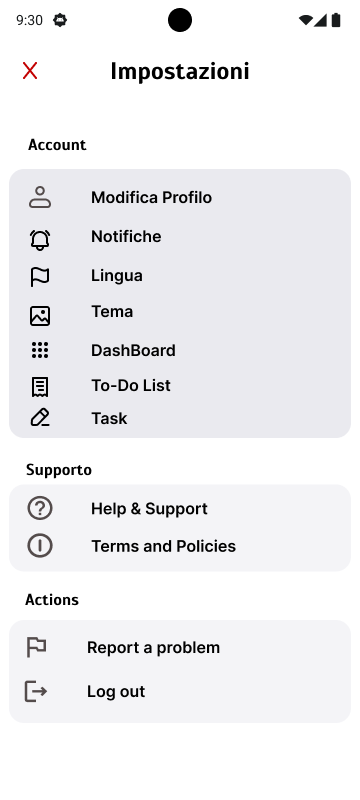 9:30
Impostazioni
Account
Modifica Profilo
Notifiche
Lingua
Tema
DashBoard
To-Do List
Task
Supporto
Help & Support
Terms and Policies
Actions
Report a problem
Log out